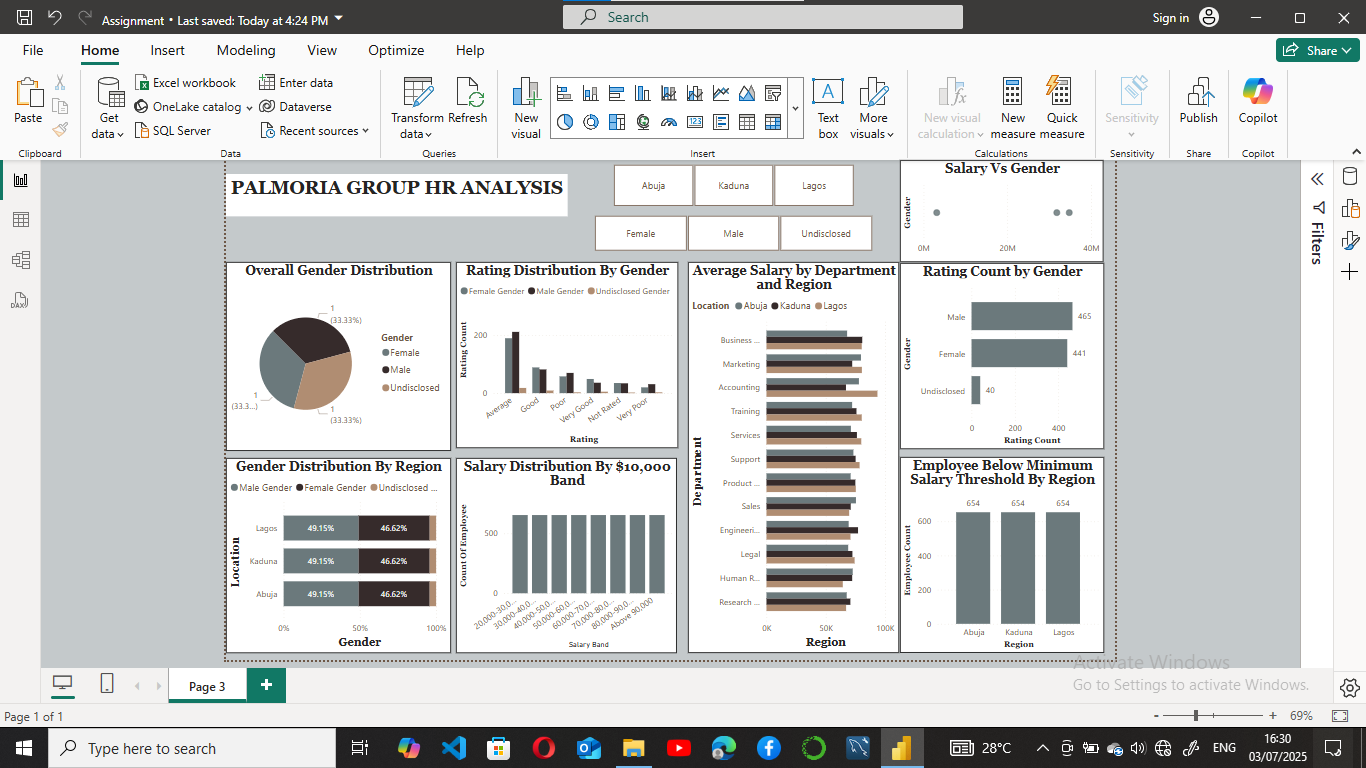 Assignment • Last saved: Today at 4:24 PM
Search
Sign in
File Home Insert Modeling View Optimize Help
Share
Paste
Clipboard
Get data
Excel workbook
OneLake catalog
SQL Server
Enter data
Dataverse
Recent sources
Data
Transform data
Refresh
Queries
New visual
Text box
More visuals
Insert
New visual calculation
New measure
Quick measure
Calculations
Sensitivity
Sensitivity
Publish
Share
Copilot
Copilot
PALMORIA GROUP HR ANALYSIS
Abuja
Kaduna
Lagos
Female
Male
Undisclosed
Salary Vs Gender
Gender
0M 20M 40M
Overall Gender Distribution
1
(33.33%)
1
(33.3...)
1
(33.33%)
Gender
Female
Male
Undisclosed
Rating Distribution By Gender
Female Gender Male Gender Undisclosed Gender
Rating Count
200
0
Average Good Poor Very Good Not Rated Very Poor
Rating
Average Salary by Department
and Region
Location Abuja Kaduna Lagos
Department
Business ...
Marketing
Accounting
Training
Services
Support
Product ...
Sales
Engineeri...
Legal
Human R...
Research ...
0K 50K 100K
Region
Rating Count by Gender
Gender
Male 465
Female 441
Undisclosed 40
0 200 400
Rating Count
Gender Distribution By Region
Male Gender Female Gender Undisclosed ...
Location
Lagos 49.15% 46.62%
Kaduna 49.15% 46.62%
Abuja 49.15% 46.62%
0% 50% 100%
Gender
Salary Distribution By $10,000
Band
Count Of Employee
500
0
20,000-30,0... 30,000-40,0... 40,000-50,0... 50,000-60,0... 60,000-70,0... 70,000-80,0... 80,000-90,0... Above 90,000
Salary Band
Employee Below Minimum
Salary Threshold By Region
Employee Count
654 654 654
600
400
200
0
Abuja Kaduna Lagos
Region
Filters
DAX
Activate Windows
Go to Settings to activate Windows.
Page 3
Page 1 of 1
- + 69%
Type here to search
28°C
ENG
16:30
03/07/2025